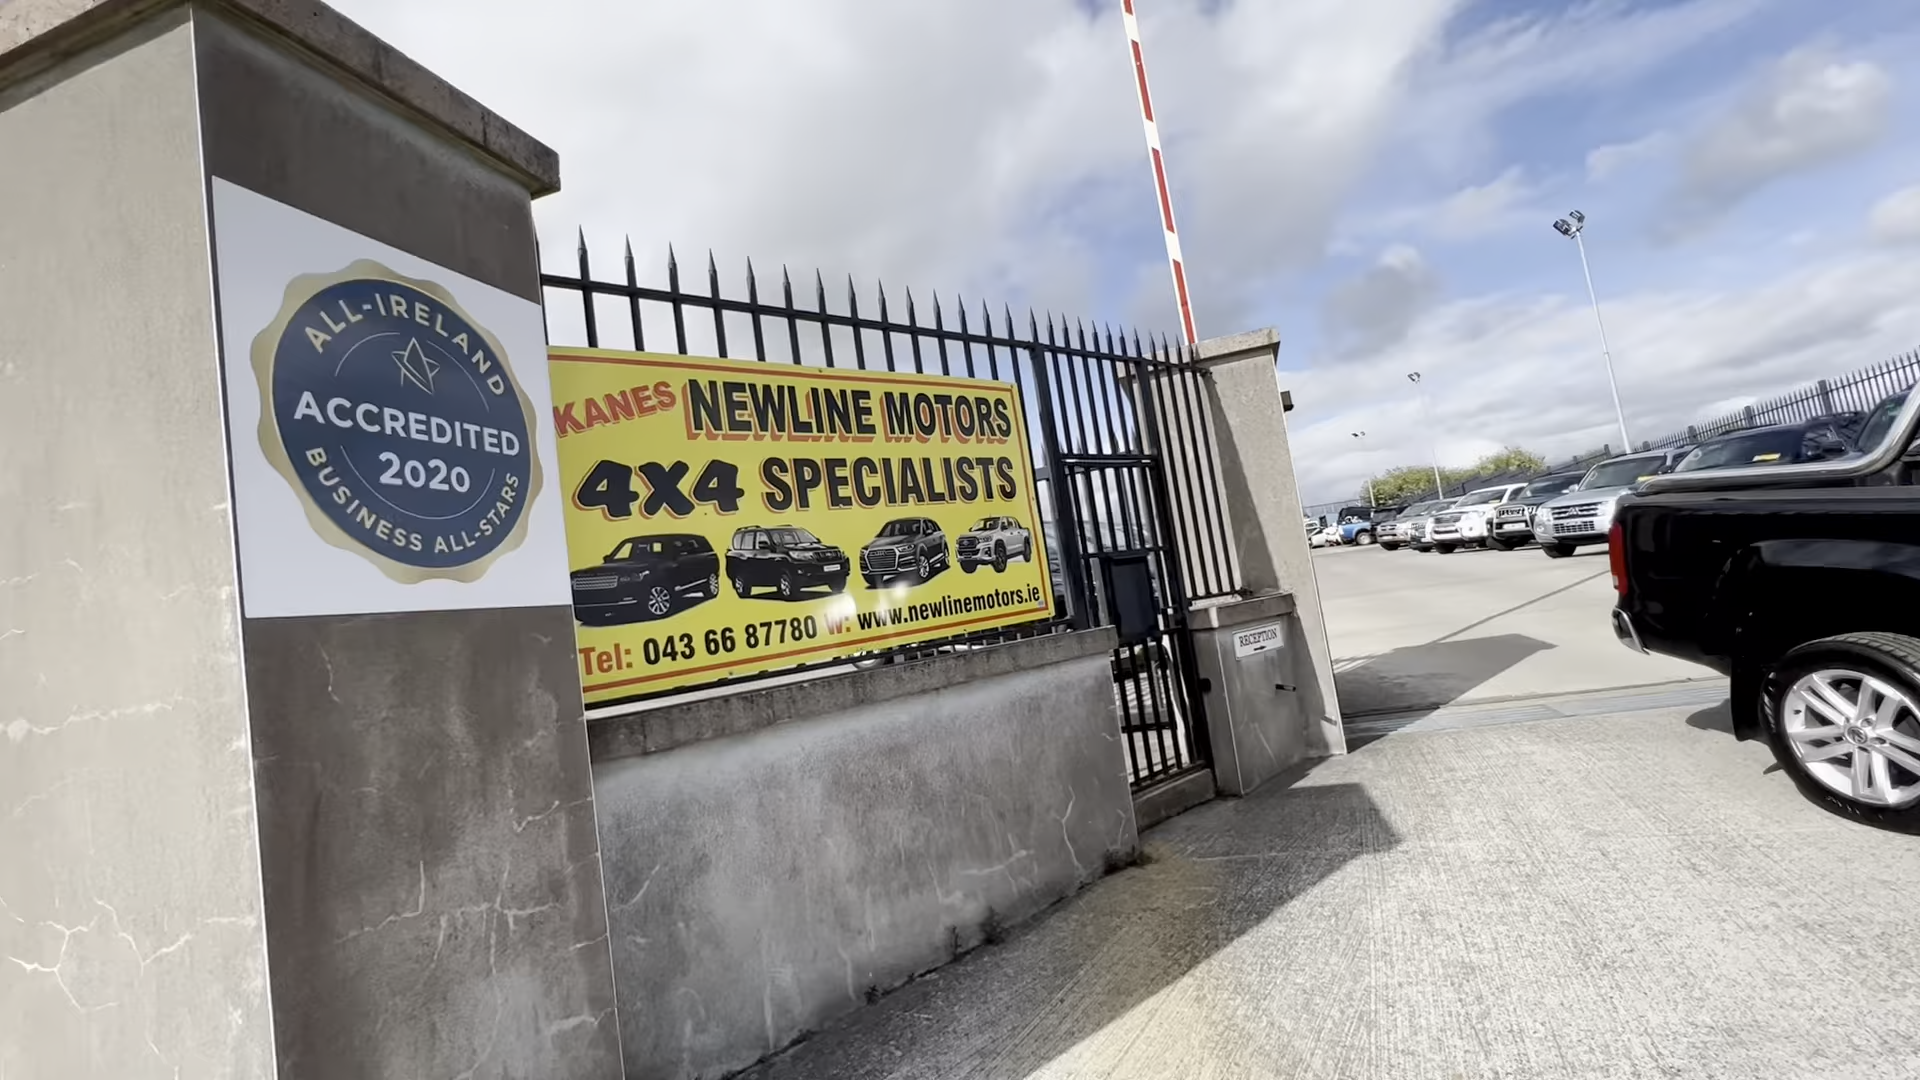 ALL-IRELAND
ACCREDITED
2020
BUSINESS ALL-STARS
KANES NEWLINE MOTORS
4X4 SPECIALISTS
Tel: 043 66 87780 w: www.newlinemotors.ie
RECEPTION